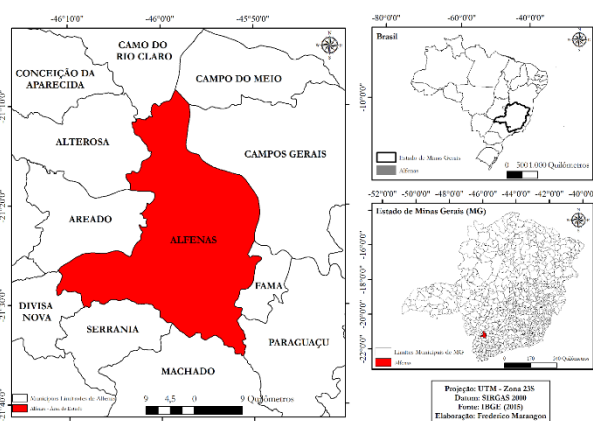 -46°10'0"
-46°0'0"
-45°50'0"
CAMO DO
RIO CLARO
CONCEIÇÃO DA
APARECIDA
CAMPO DO MEIO
-21°10'0"
ALTEROSA
CAMPOS GERAIS
-21°20'0"
AREADO
ALFENAS
-21°30'0"
FAMA
DIVISA
NOVA
SERRANIA
PARAGUAÇU
MACHADO
-21°40'0"
Municípios Limítrofes de Alfenas
Alfenas - Área de Estudo
9 4,5 0 9 Quilômetros
-80°0'0"
-60°0'0"
-40°0'0"
Brasil
-10°0'0"
Estado de Minas Gerais
Alfenas
0 500 1.000 Quilômetros
-52°0'0" -50°0'0" -48°0'0" -46°0'0" -44°0'0" -42°0'0" -40°0'0"
Estado de Minas Gerais (MG)
-16°0'0"
-18°0'0"
-20°0'0"
-22°0'0"
Limites Municipais de MG
Alfenas
0 120 240 Quilômetros
Projeção: UTM - Zona 23S
Datum: SIRGAS 2000
Fonte: IBGE (2015)
Elaboração: Frederico Marangon